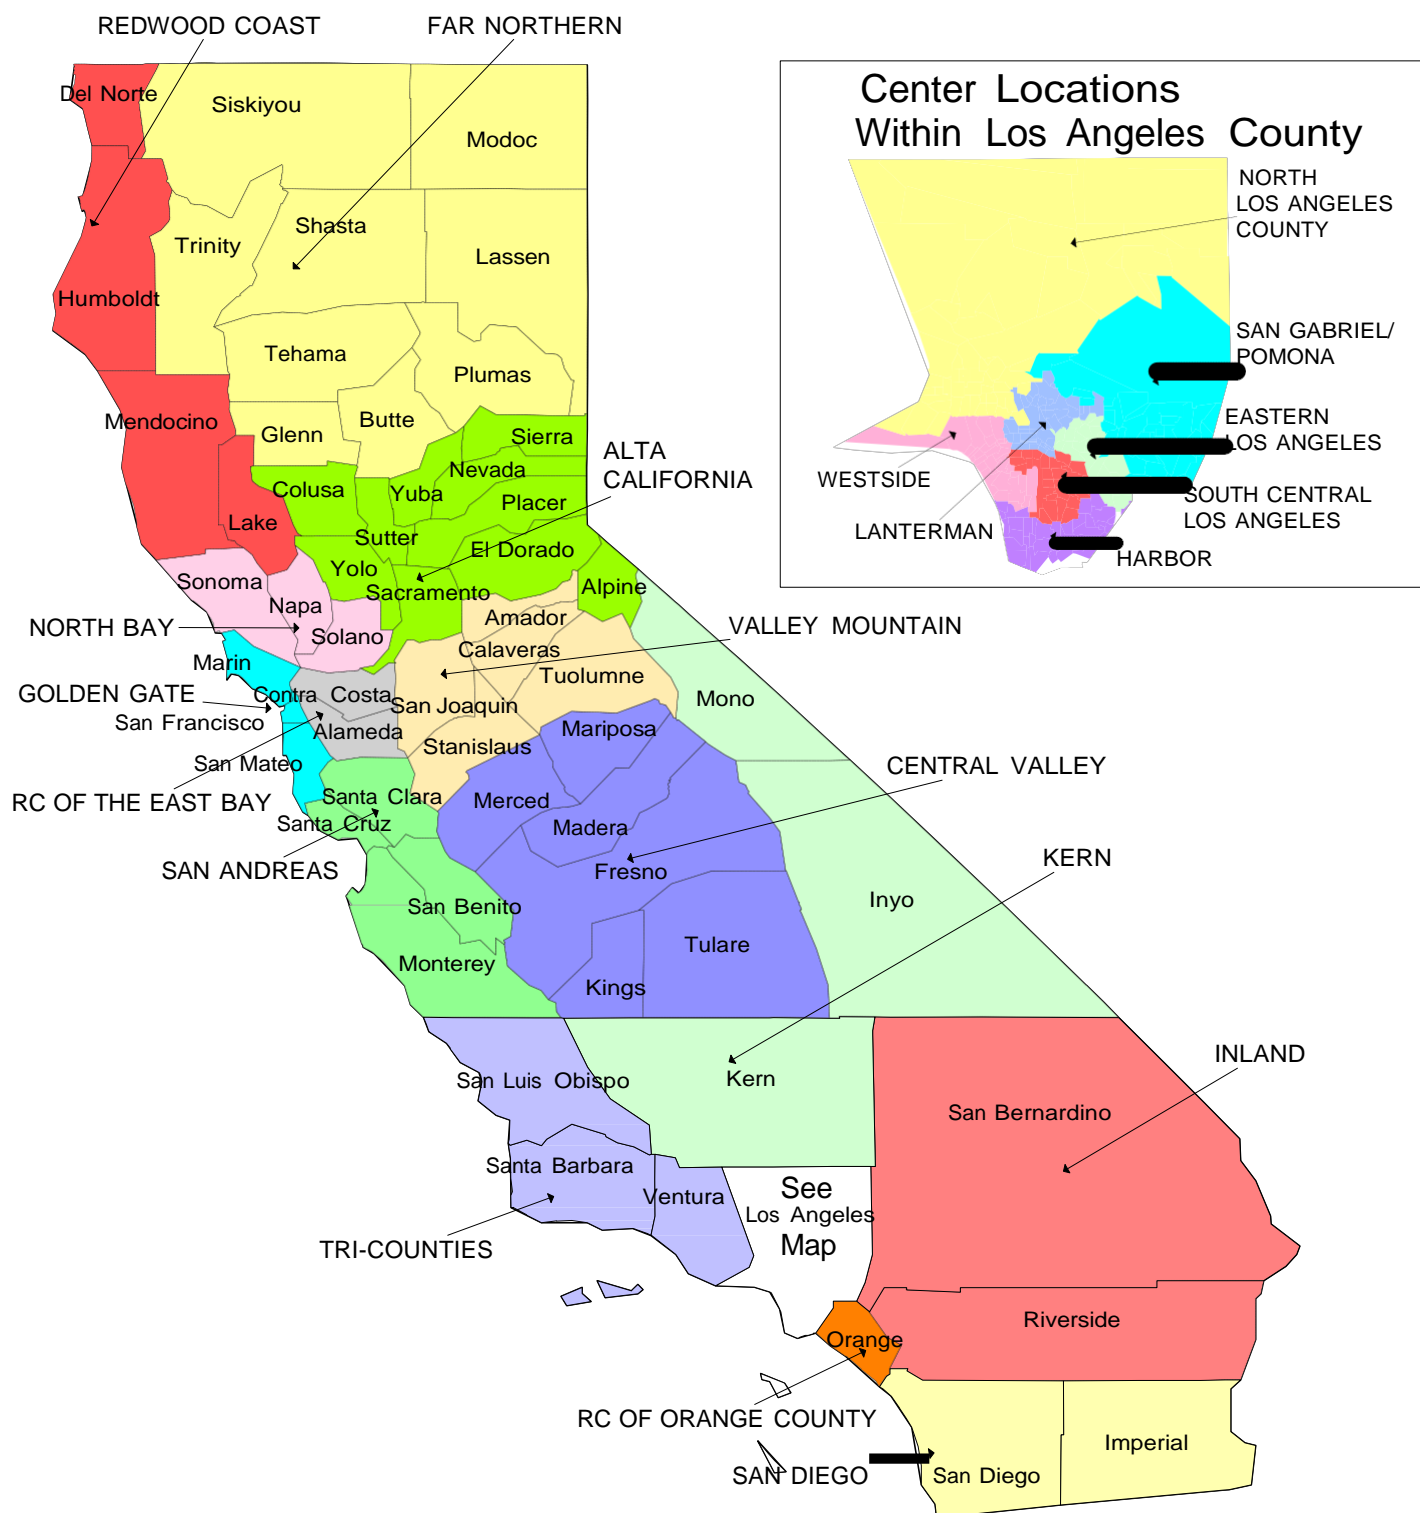 REDWOOD COAST
FAR NORTHERN
Center Locations
Within Los Angeles County
Del Norte
Siskiyou
Modoc
NORTH
LOS ANGELES
COUNTY
Trinity
Shasta
Lassen
Humboldt
Tehama
Plumas
SAN GABRIEL/
POMONA
Mendocino
Glenn
Butte
Sierra
EASTERN
LOS ANGELES
ALTA
CALIFORNIA
Nevada
Colusa
Yuba
Placer
WESTSIDE
SOUTH CENTRAL
LOS ANGELES
Lake
Sutter
El Dorado
LANTERMAN
HARBOR
Yolo
Sonoma
Sacramento
Alpine
Napa
Amador
NORTH BAY
Solano
VALLEY MOUNTAIN
Calaveras
Marin
Tuolumne
GOLDEN GATE
Contra Costa
San Joaquin
Mono
San Francisco
Alameda
Mariposa
Stanislaus
San Mateo
CENTRAL VALLEY
RC OF THE EAST BAY
Santa Clara
Merced
Santa Cruz
Madera
SAN ANDREAS
Fresno
KERN
San Benito
Inyo
Monterey
Tulare
Kings
INLAND
San Luis Obispo
Kern
San Bernardino
Santa Barbara
Ventura
See
Los Angeles
Map
TRI-COUNTIES
Orange
Riverside
RC OF ORANGE COUNTY
Imperial
SAN DIEGO
San Diego